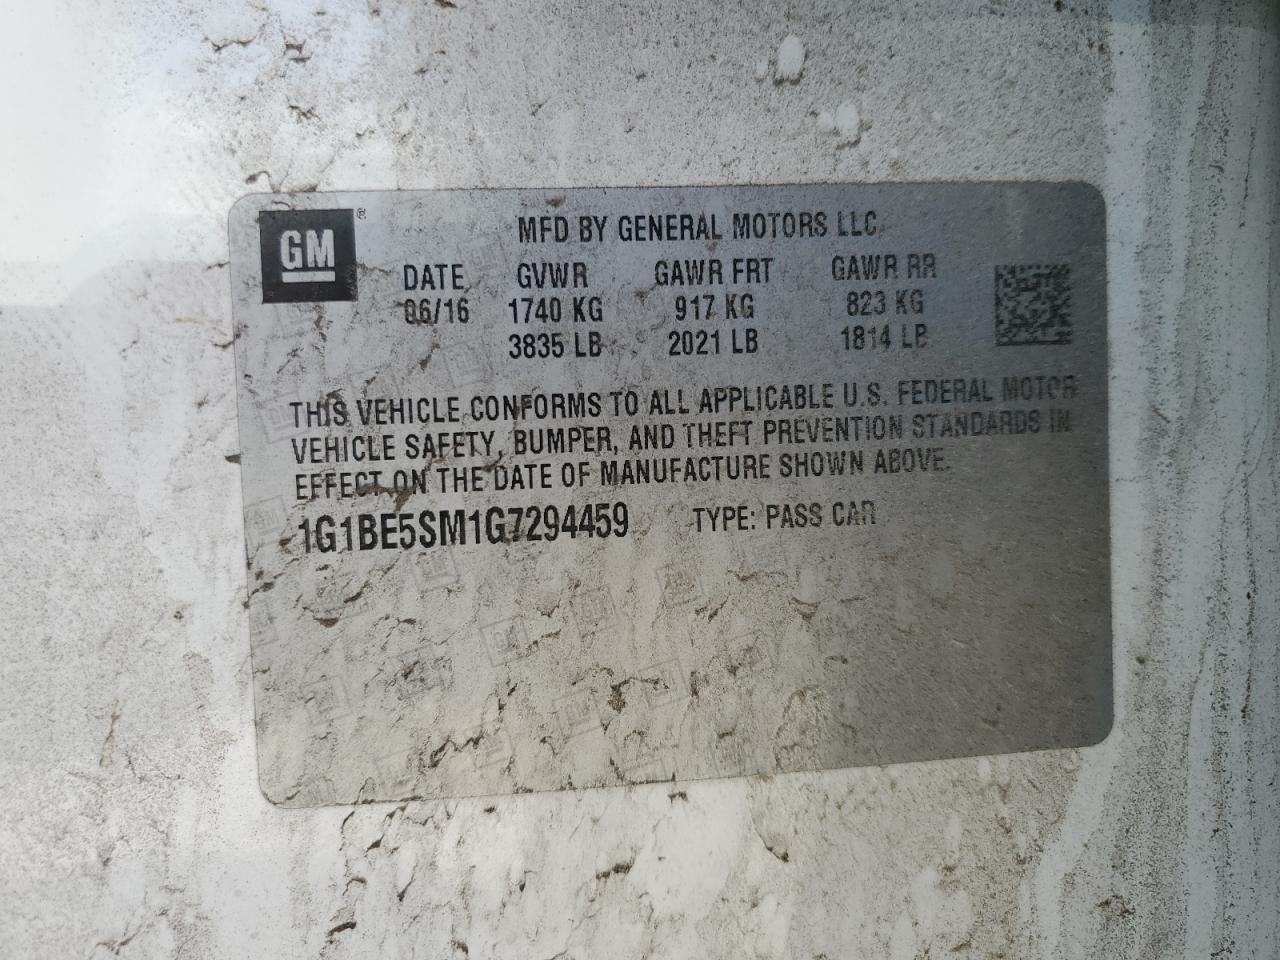 GM ®
MFD BY GENERAL MOTORS LLC
DATE GVWR GAWR FRT GAWR RR
06/16 1740 KG 917 KG 823 KG
3835 LB 2021 LB 1814 LB
THIS VEHICLE CONFORMS TO ALL APPLICABLE U.S. FEDERAL MOTOR
VEHICLE SAFETY, BUMPER, AND THEFT PREVENTION STANDARDS IN
EFFECT ON THE DATE OF MANUFACTURE SHOWN ABOVE.
1G1BE5SM1G7294459 TYPE: PASS CAR